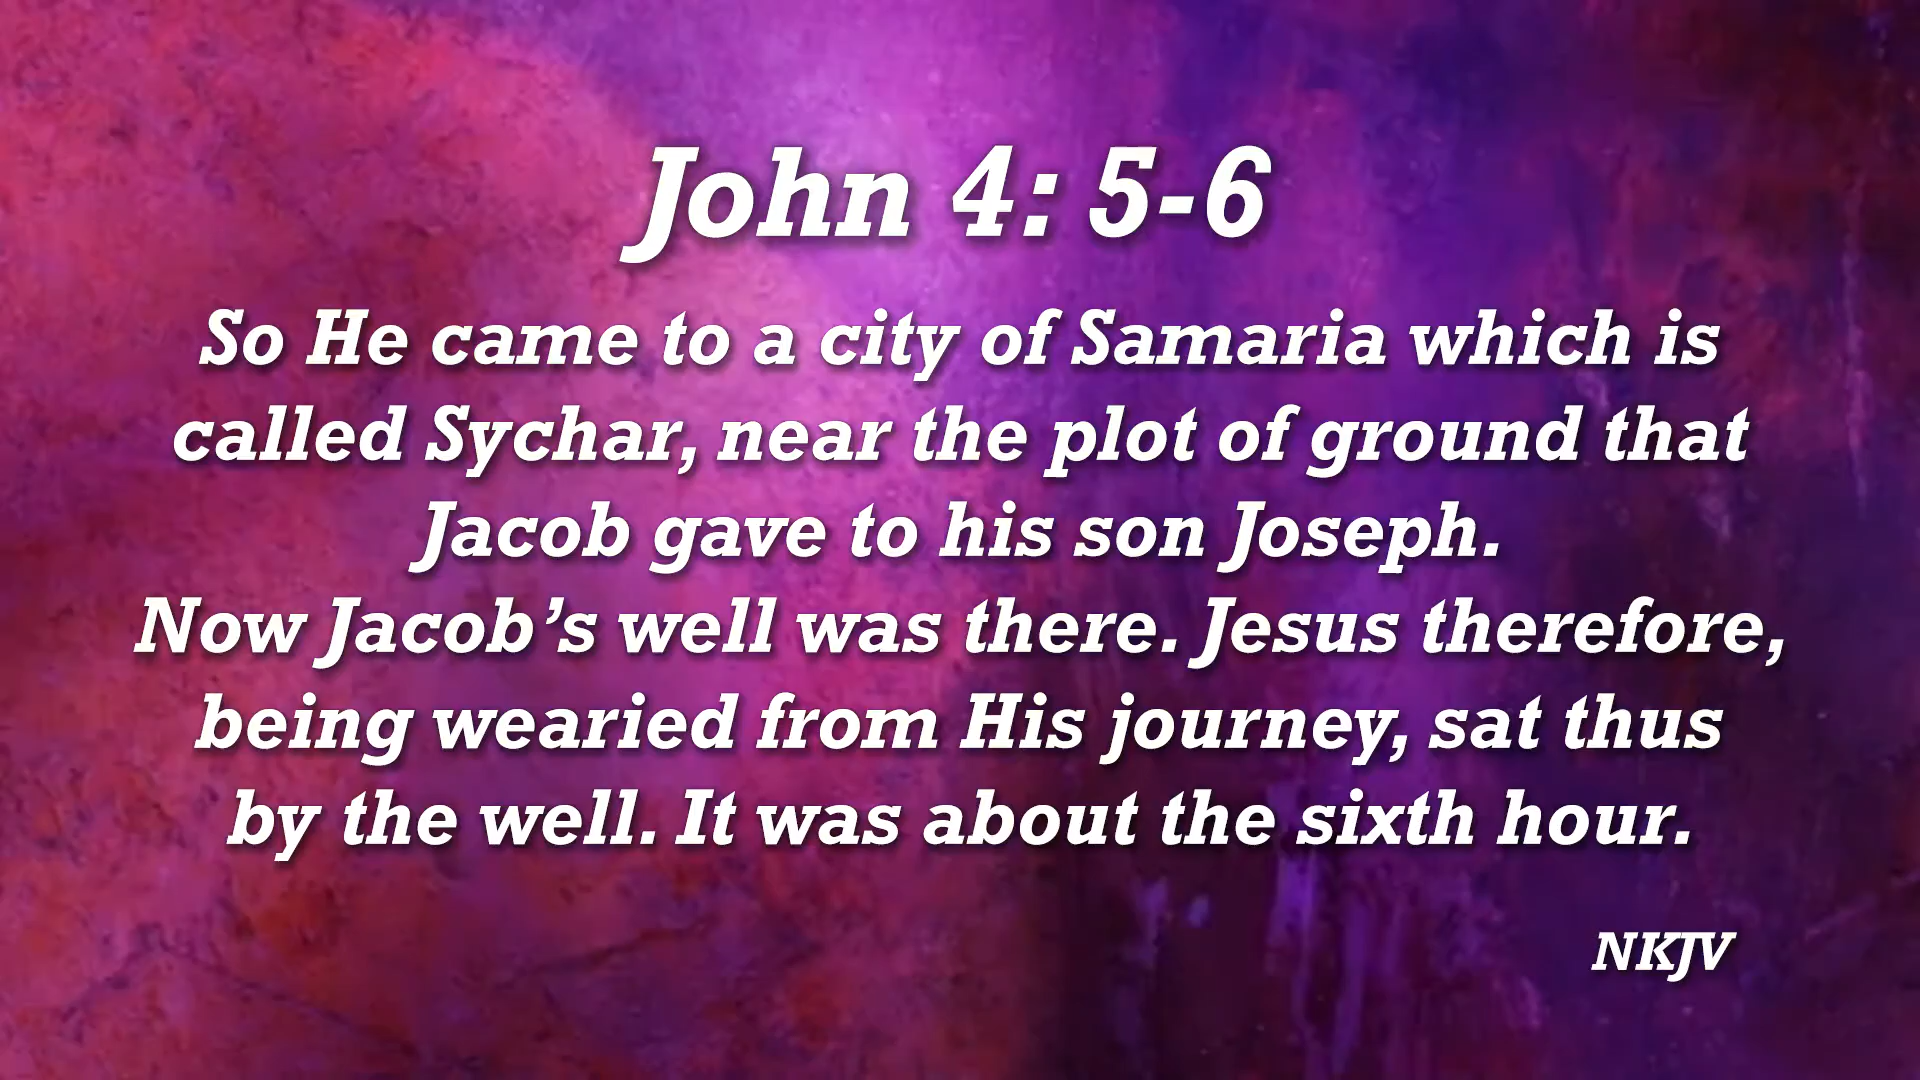 John 4: 5-6
So He came to a city of Samaria which is
called Sychar, near the plot of ground that
Jacob gave to his son Joseph.
Now Jacob’s well was there. Jesus therefore,
being wearied from His journey, sat thus
by the well. It was about the sixth hour.
NKJV